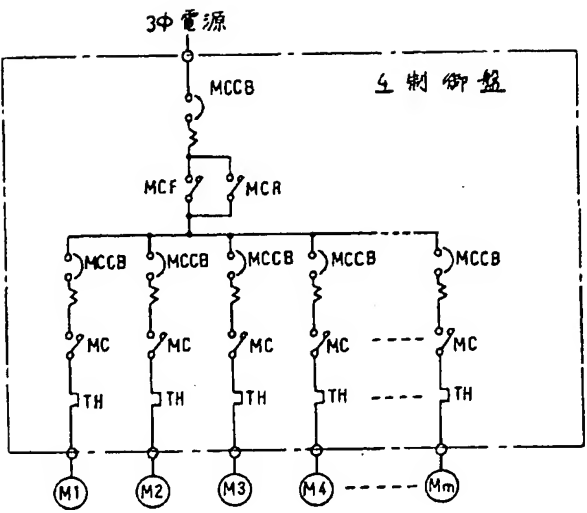 3Φ電源
MCCB
4 制御盤
MCF MCR
MCCB MCCB MCCB MCCB MCCB
MC MC MC MC MC
TH TH TH TH TH
M1 M2 M3 M4 Mm